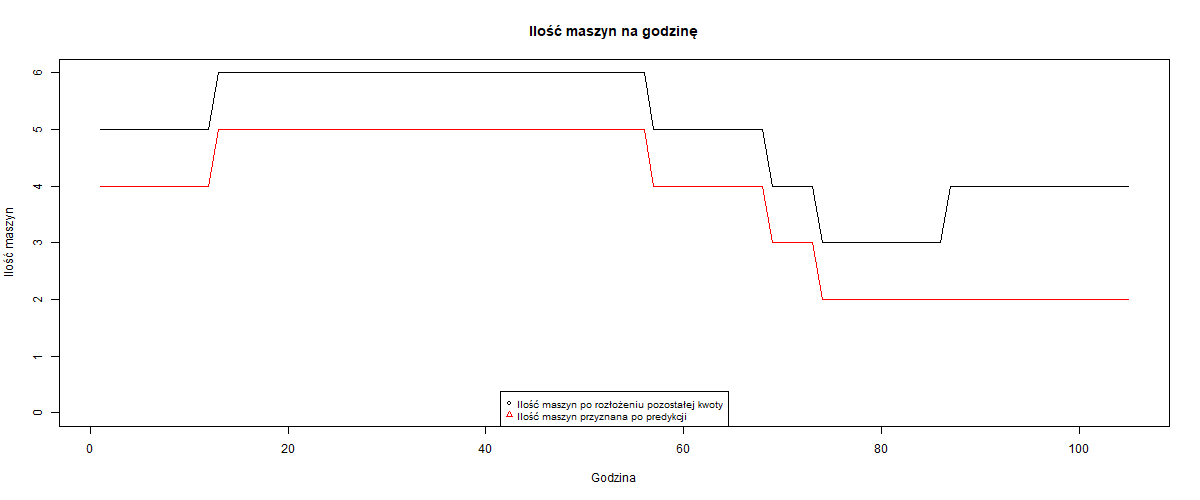 Ilość maszyn na godzinę
Ilość maszyn
6
5
4
3
2
1
0
Ilość maszyn po rozłożeniu pozostałej kwoty
Ilość maszyn przyznana po predykcji
0 20 40 60 80 100
Godzina